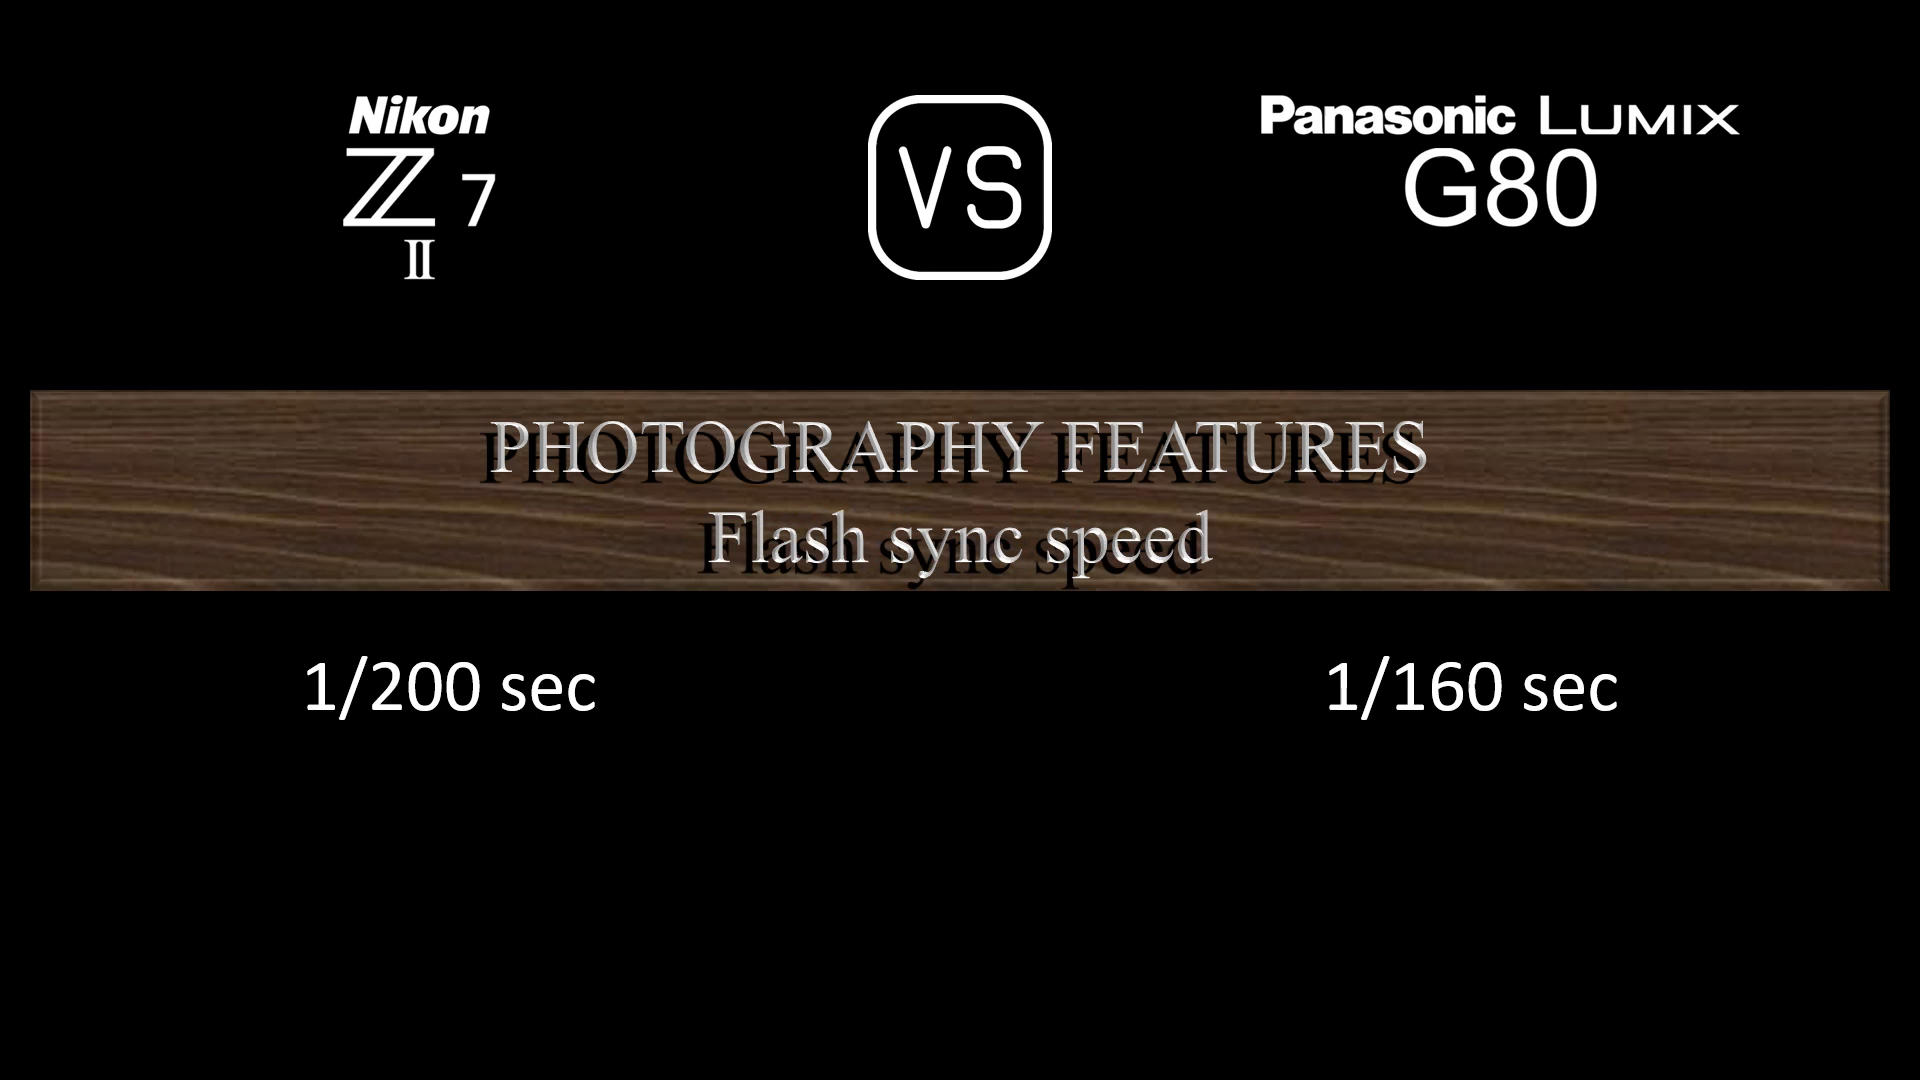 Nikon
Z 7
II
VS
Panasonic LUMIX
G80
PHOTOGRAPHY FEATURES
Flash sync speed
1/200 sec
1/160 sec